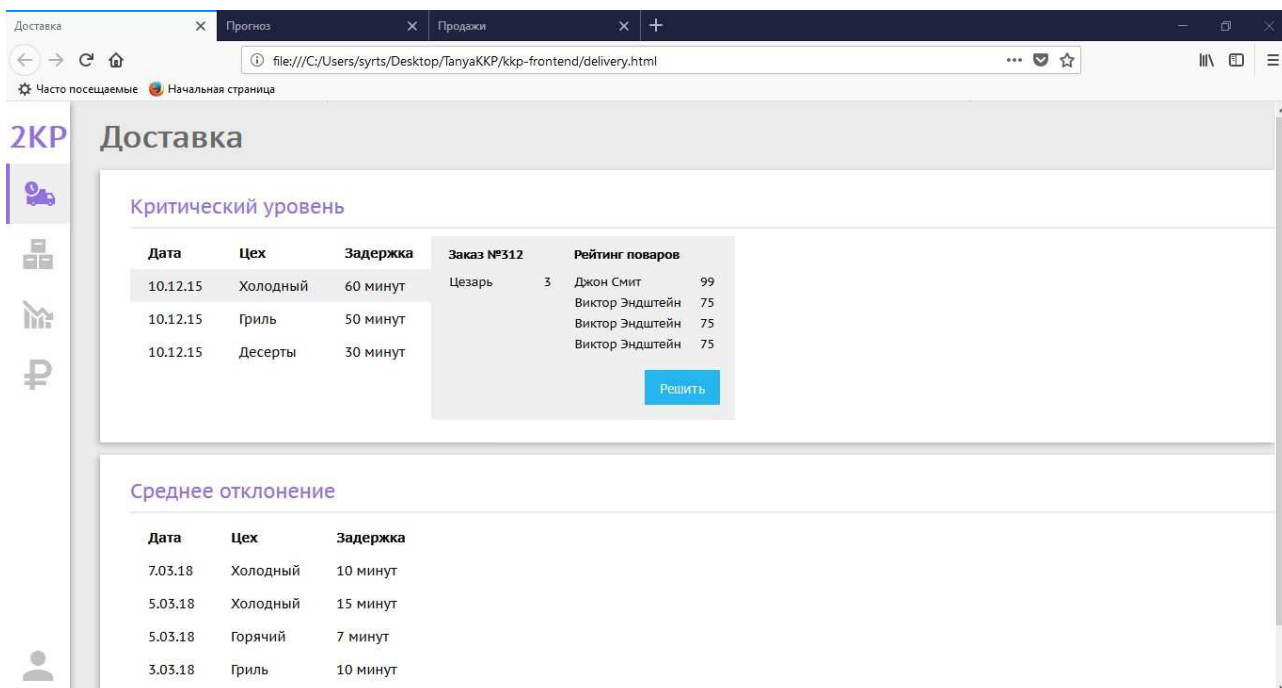 Доставка Прогноз Продажи
file:///C:/Users/syrts/Desktop/TanyaKKP/kkp-frontend/delivery.html
Часто посещаемые Начальная страница
2KP Доставка
Критический уровень
Дата Цех Задержка Заказ №312 Рейтинг поваров
10.12.15 Холодный 60 минут Цезарь 3 Джон Смит 99
Виктор Эндштейн 75
10.12.15 Гриль 50 минут Виктор Эндштейн 75
10.12.15 Десерты 30 минут Виктор Эндштейн 75
Решить
Среднее отклонение
Дата Цех Задержка
7.03.18 Холодный 10 минут
5.03.18 Холодный 15 минут
5.03.18 Горячий 7 минут
3.03.18 Гриль 10 минут